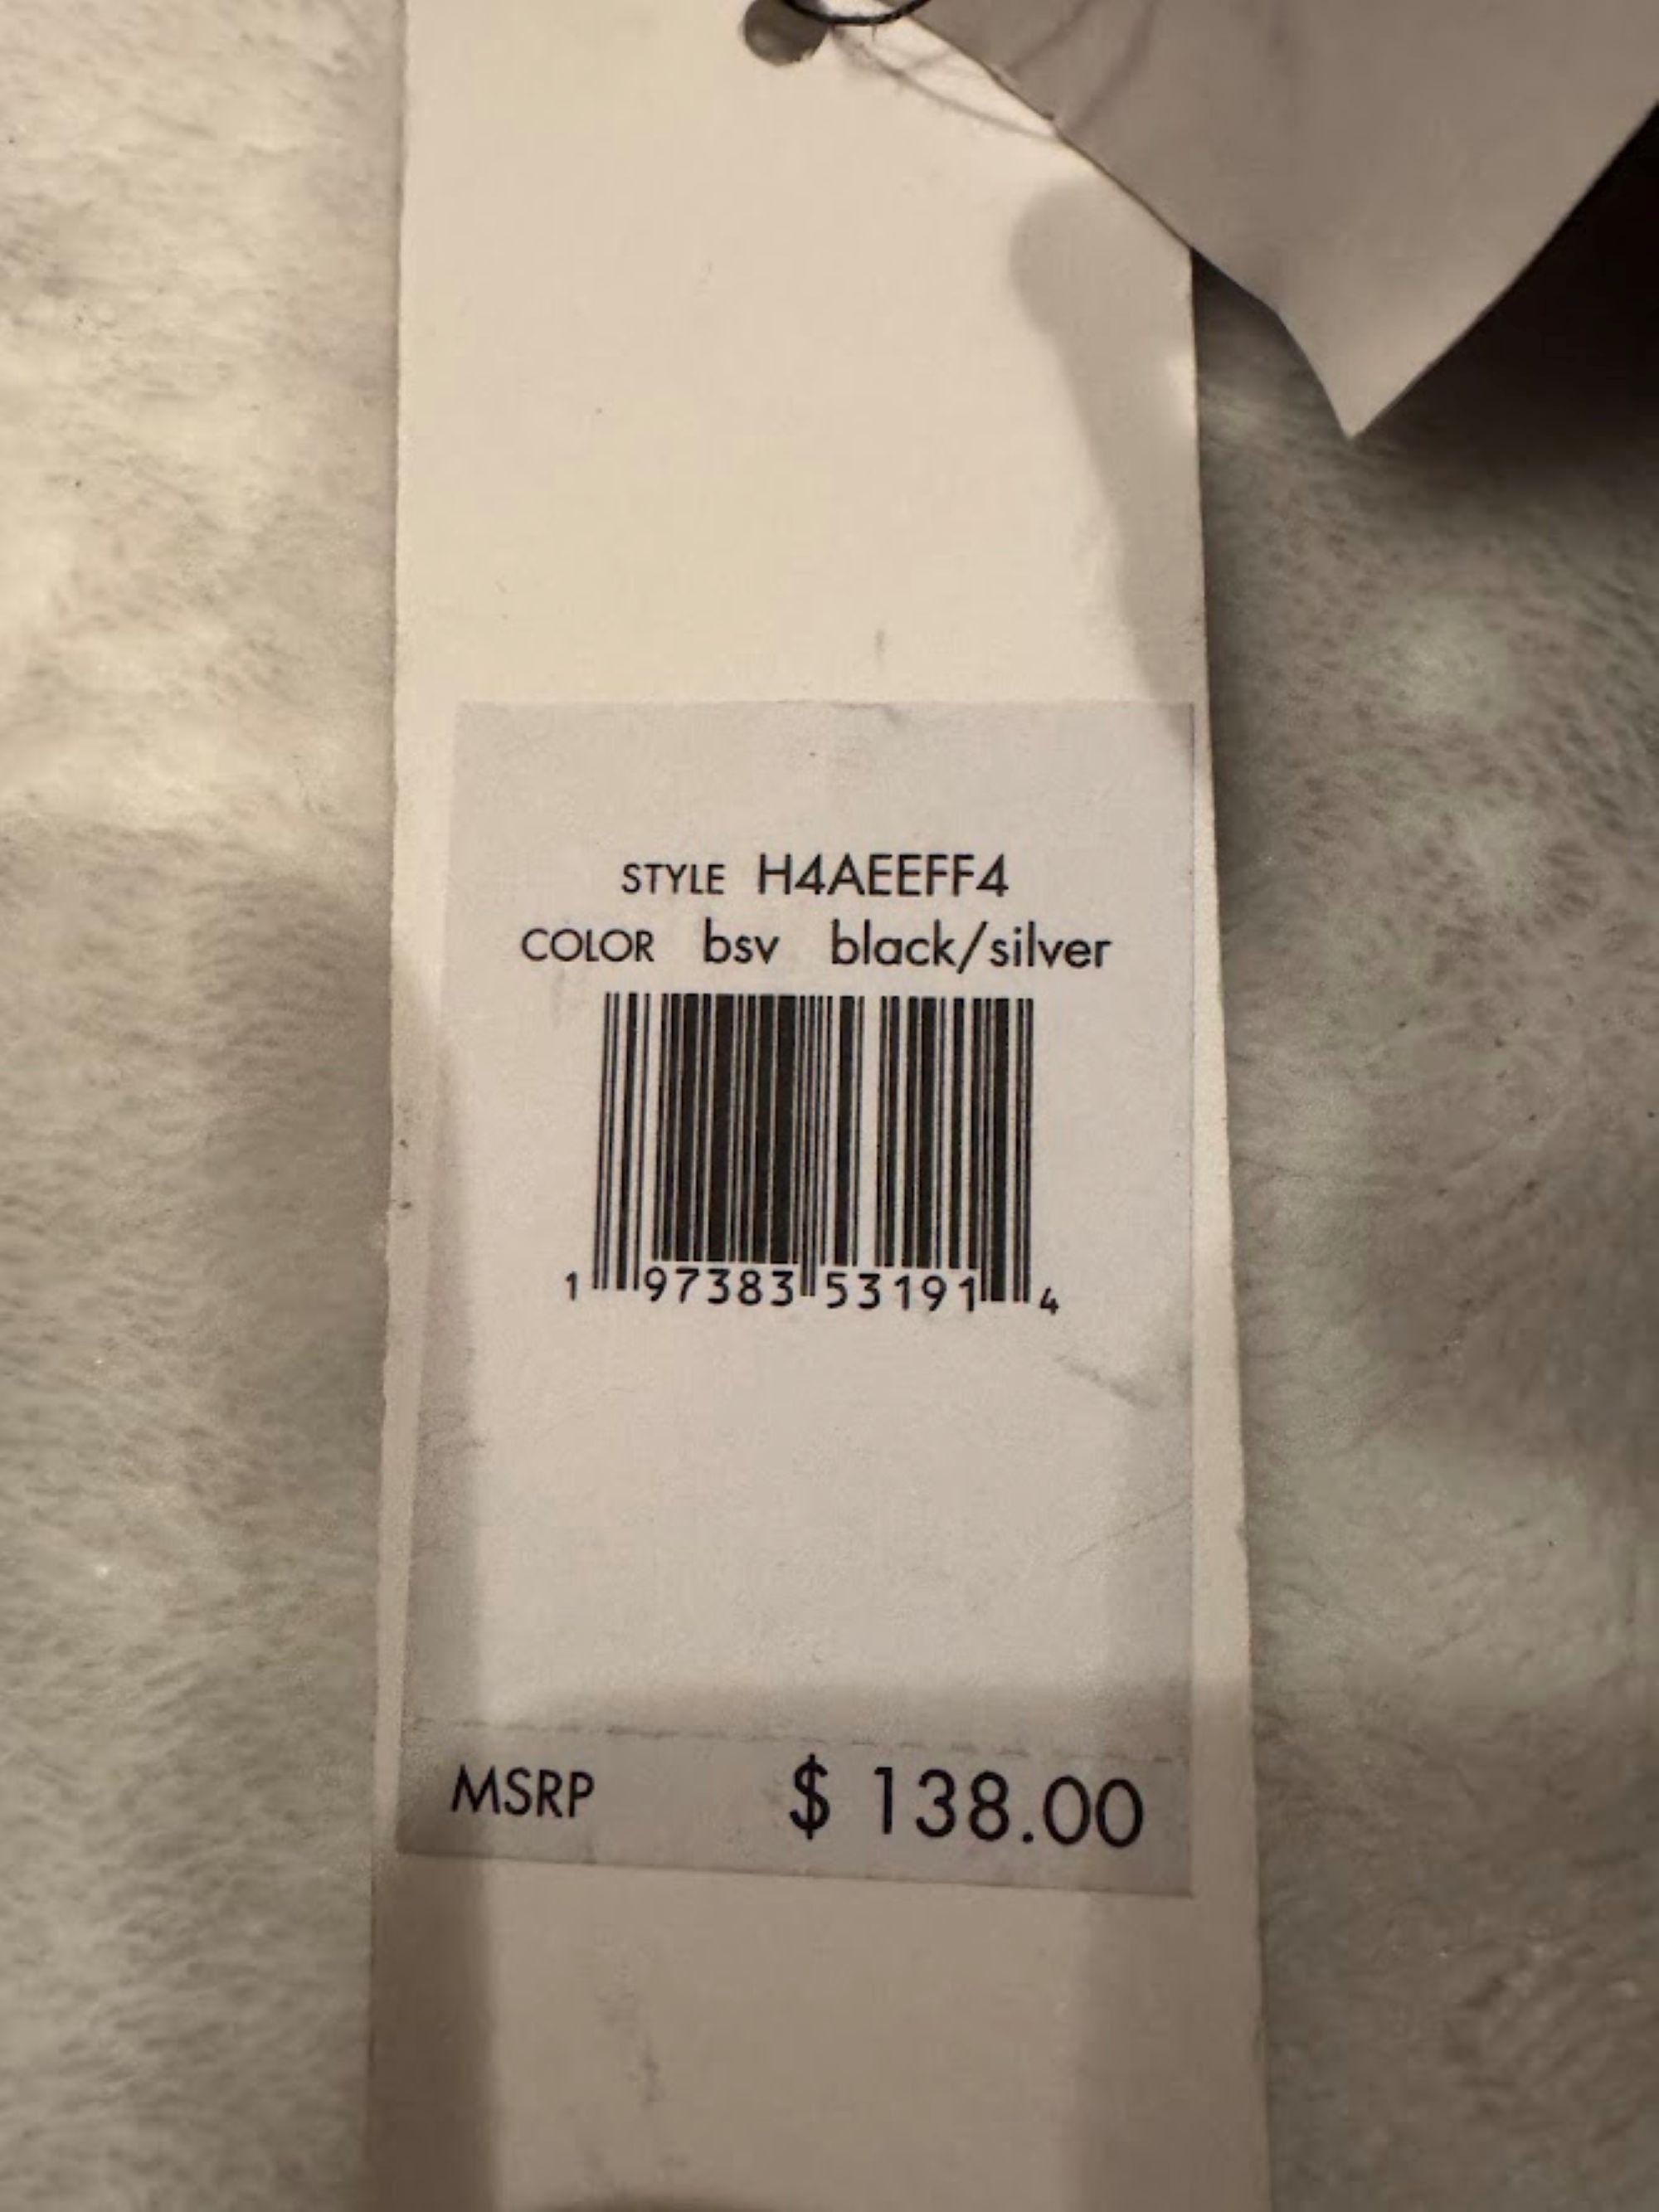 STYLE H4AEEFF4
COLOR bsv black/silver
1 97383 53191 4
MSRP $ 138.00